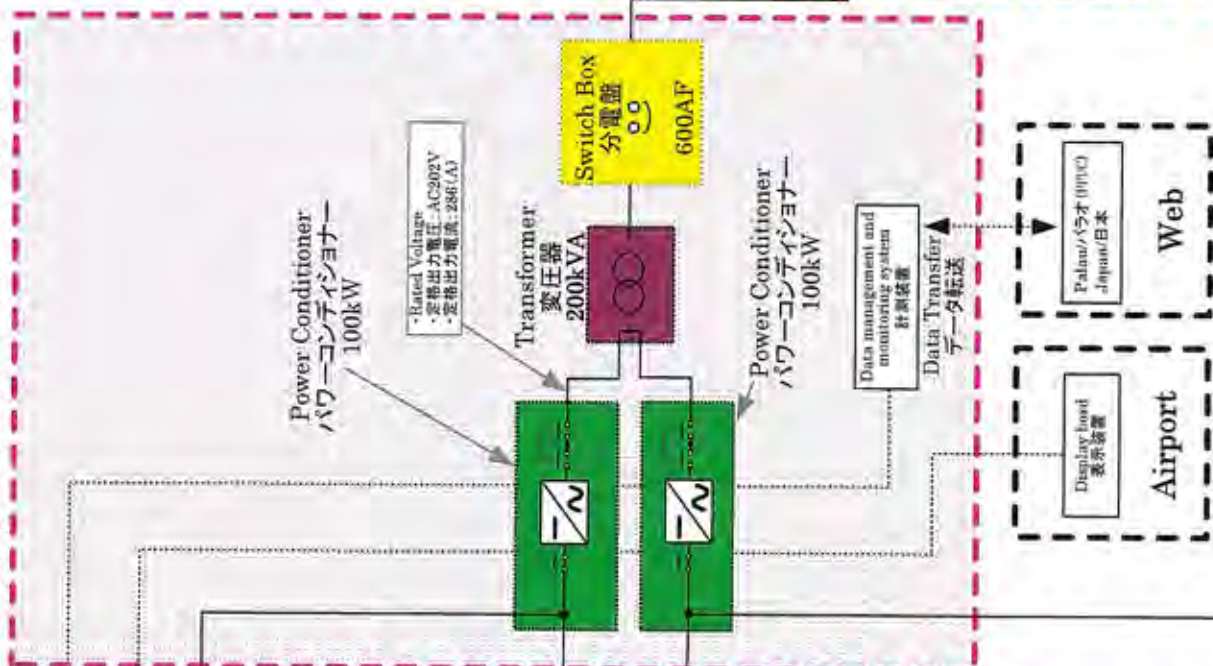 Power Conditioner
パワーコンディショナー
100kW
・Rated Voltage
・定格出力電圧:AC202V
・定格出力電流:286(A)
Transformer
変圧器
200kVA
Switch Box
分電盤
600AF
Power Conditioner
パワーコンディショナー
100kW
Data management and
monitoring system
計測装置
Data Transfer
データ転送
Display bord
表示装置
Airport
Palau/パラオ(PPUC)
Japan/日本
Web